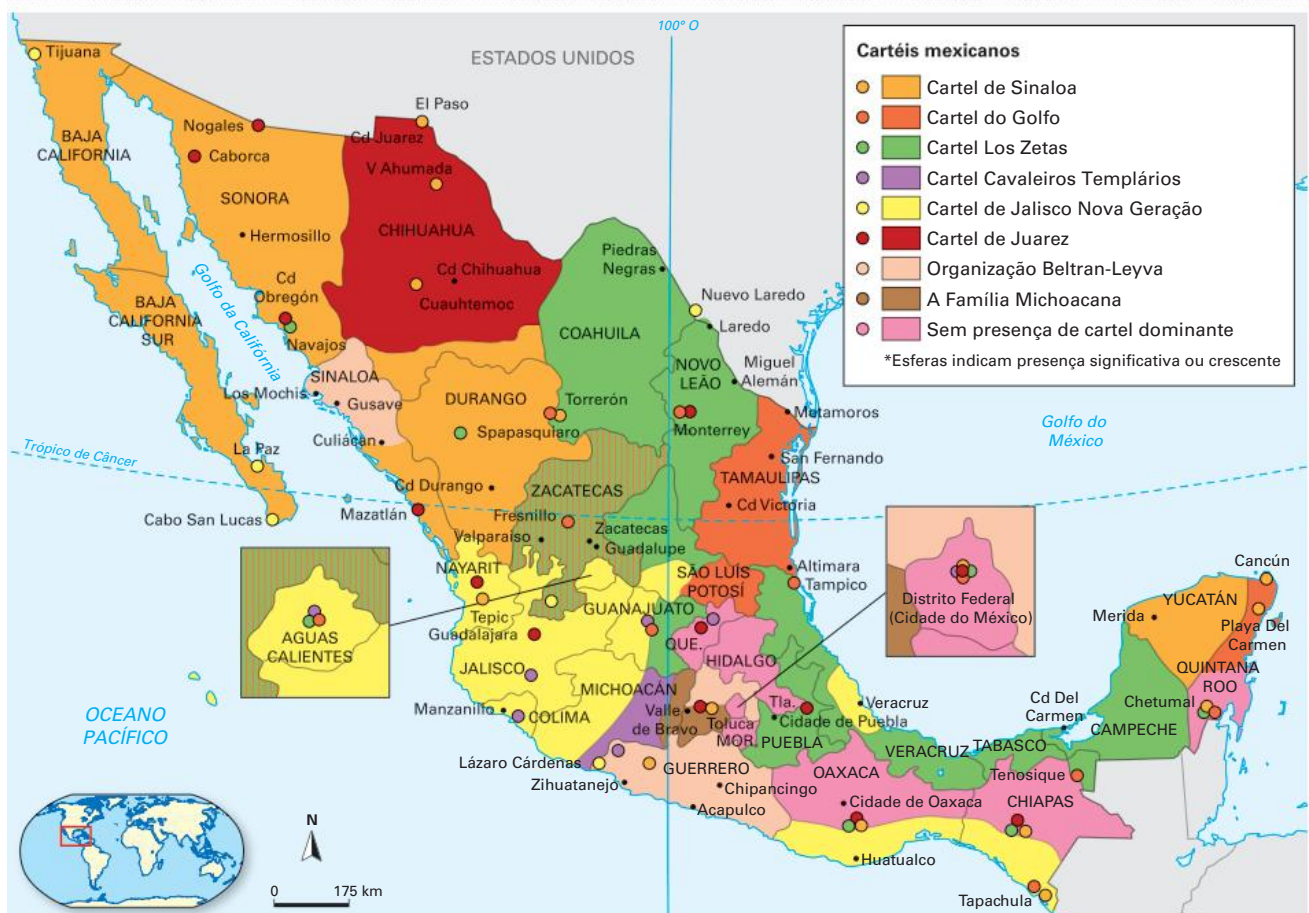 100º O
Tijuana
ESTADOS UNIDOS
El Paso
Nogales
Cd Juarez
BAJA
CALIFORNIA
Caborca
V Ahumada
SONORA
CHIHUAHUA
Hermosillo
Cd Chihuahua
Cuauhtemoc
Piedras
Negras
Golfo da Califórnia
Cd
Obregón
Navajos
BAJA
CALIFORNIA
SUR
COAHUILA
Nuevo Laredo
Laredo
NOVO
LEÃO
Miguel
Alemán
SINALOA
Los Mochis
Gusave
DURANGO
Torrerón
Spapasquiaro
Monterrey
Metamoros
Culiácan
La Paz
Trópico de Câncer
San Fernando
TAMAULIPAS
Cd Durango
ZACATECAS
Cd Victoria
Cabo San Lucas
Mazatlán
Fresnillo
Zacatecas
Valparaiso
Guadalupe
Golfo do
México
Cartéis mexicanos
Cartel de Sinaloa
Cartel do Golfo
Cartel Los Zetas
Cartel Cavaleiros Templários
Cartel de Jalisco Nova Geração
Cartel de Juarez
Organização Beltran-Leyva
A Família Michoacana
Sem presença de cartel dominante
*Esferas indicam presença significativa ou crescente
AGUAS
CALIENTES
NAYARIT
Tepic
Guadalajara
GUANAJUATO
SÃO LUÍS
POTOSÍ
Altimara
Tampico
Distrito Federal
(Cidade do México)
Cancún
YUCATÁN
Merida
Playa Del
Carmen
QUINTANA
ROO
QUE.
HIDALGO
JALISCO
MICHOACÁN
Manzanillo
COLIMA
Valle
de Bravo
Toluca
MOR.
Tla.
Cidade de Puebla
PUEBLA
Veracruz
VERACRUZ
TABASCO
Cd Del
Carmen
Chetumal
CAMPECHE
Tenosique
OCEANO
PACÍFICO
Lázaro Cárdenas
Zihuatanejo
GUERRERO
Chipancingo
Acapulco
OAXACA
Cidade de Oaxaca
CHIAPAS
Huatualco
Tapachula
N
0 175 km